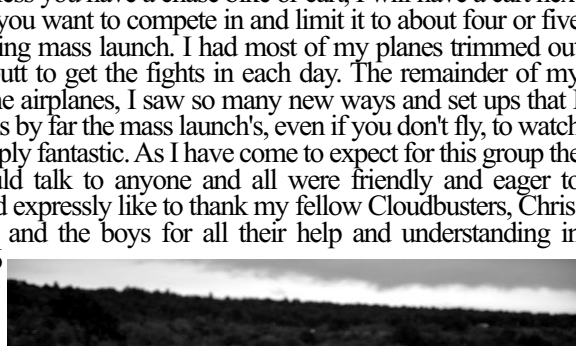 you have a chase bike or cart, I will have a cart
you want to compete in and limit it to about four or five
ing mass launch. I had most of my planes trimmed ou
utt to get the fights in each day. The remainder of my
e airplanes, I saw so many new ways and set ups that I
s by far the mass launch's, even if you don't fly, to watch
ply fantastic. As I have come to expect for this group the
ld talk to anyone and all were friendly and eager to
d expressly like to thank my fellow Cloudbusters, Chris
and the boys for all their help and understanding in